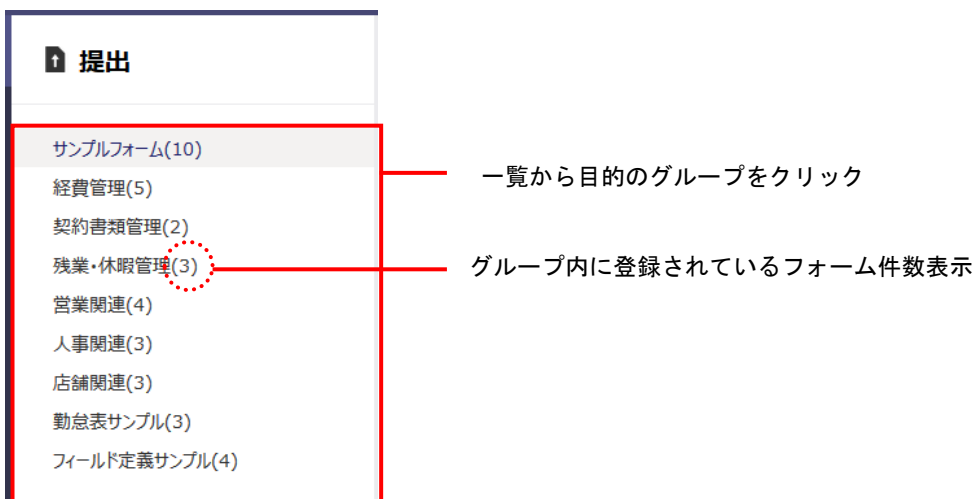 提出
サンプルフォーム(10)
経費管理(5)
契約書類管理(2)
残業・休暇管理(3)
営業関連(4)
人事関連(3)
店舗関連(3)
勤怠表サンプル(3)
フィールド定義サンプル(4)
一覧から目的のグループをクリック
グループ内に登録されているフォーム件数表示